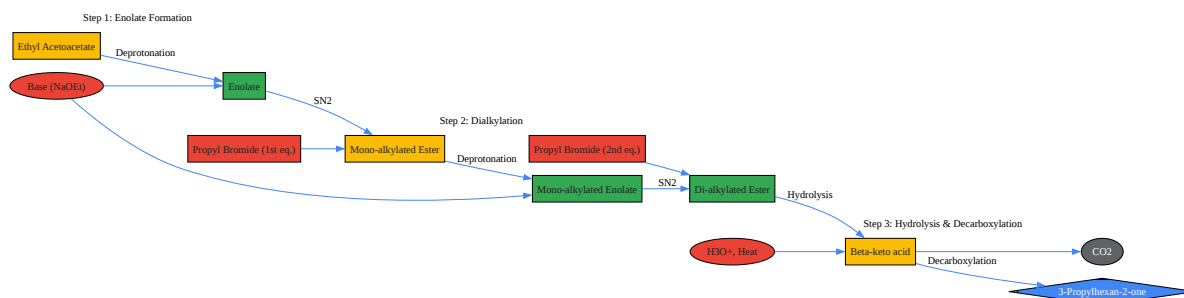 Step 1: Enolate Formation
Ethyl Acetoacetate
Deprotonation
Base (NaOEt)
Enolate
SN2
Step 2: Dialkylation
Propyl Bromide (1st eq.)
Mono-alkylated Ester
Propyl Bromide (2nd eq.)
Deprotonation
Mono-alkylated Enolate
SN2
Di-alkylated Ester
Hydrolysis
Step 3: Hydrolysis & Decarboxylation
H3O+, Heat
Beta-keto acid
CO2
Decarboxylation
3-Propylhexan-2-one